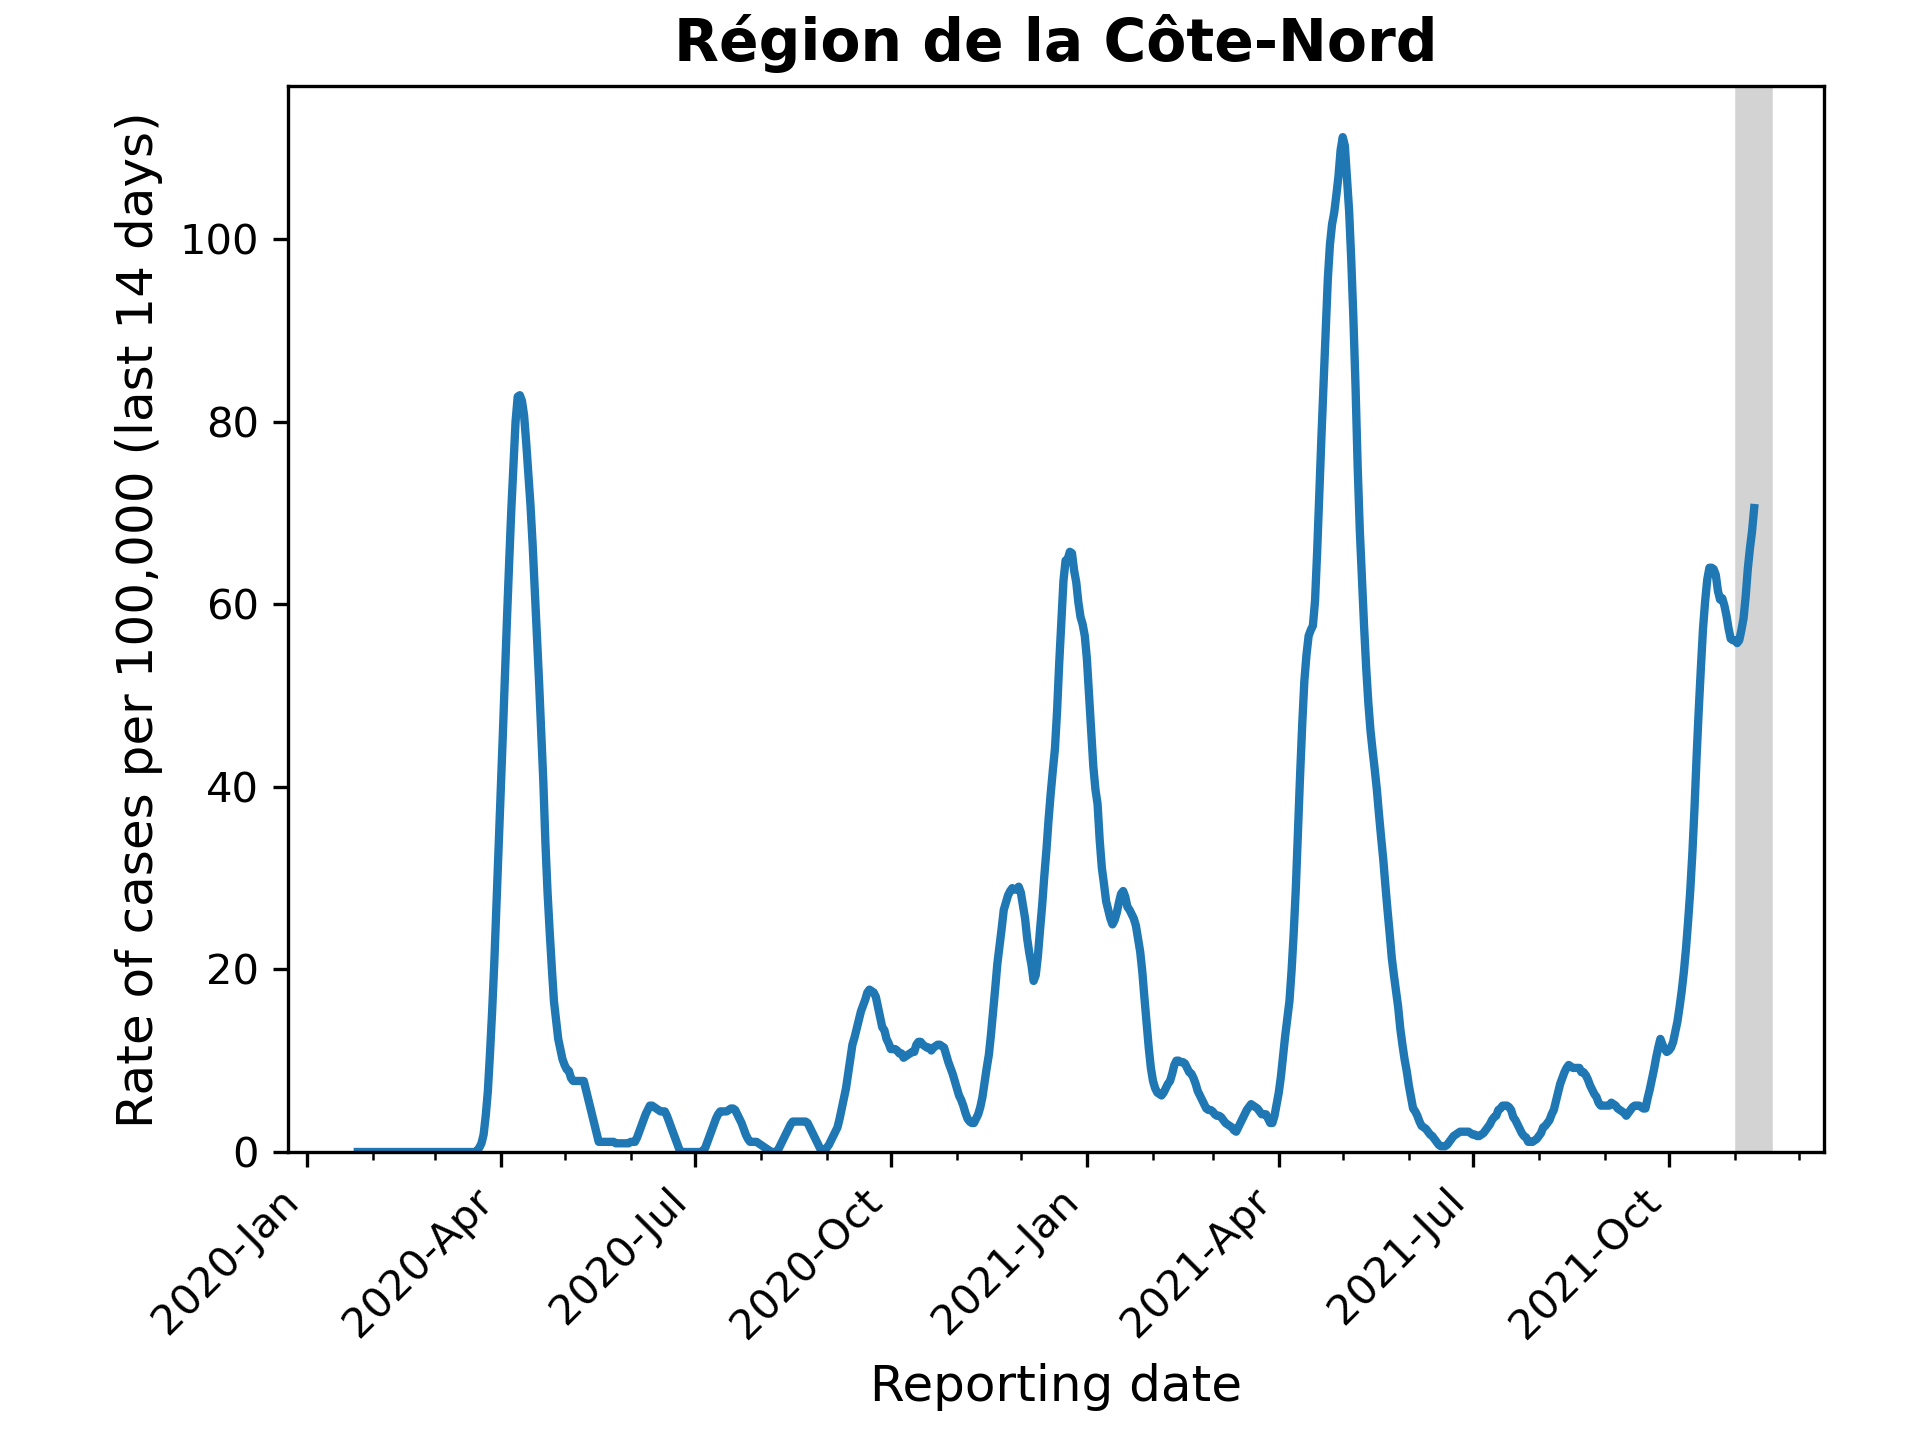 Région de la Côte-Nord
Rate of cases per 100,000 (last 14 days)
100
80
60
40
20
0
2020-Jan
2020-Apr
2020-Jul
2020-Oct
2021-Jan
2021-Apr
2021-Jul
2021-Oct
Reporting date